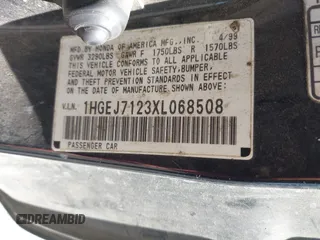 MFD. BY HONDA OF AMERICA MFG., INC. 4/99
GVWR 3290LBS GAWR F 1750LBS R 1570LBS
THIS VEHICLE CONFORMS TO ALL APPLICABLE
FEDERAL MOTOR VEHICLE SAFETY, BUMPER,
AND THEFT PREVENTION STANDARDS IN EFFECT
ON THE DATE OF MANUFACTURE SHOWN ABOVE.
V.I.N. 1HGEJ7123XL068508
PASSENGER CAR
DREAMBID